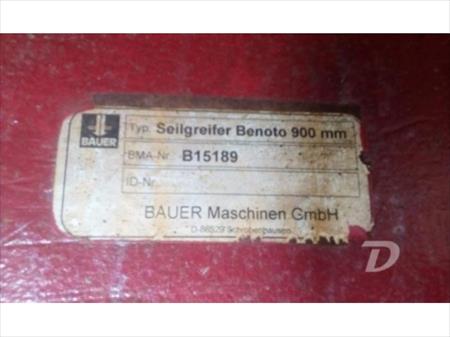 BAUER
Typ. Seilgreifer Benoto 900 mm
BMA-Nr. B15189
ID-Nr.
BAUER Maschinen GmbH
D-86529 Schrobenhausen
D